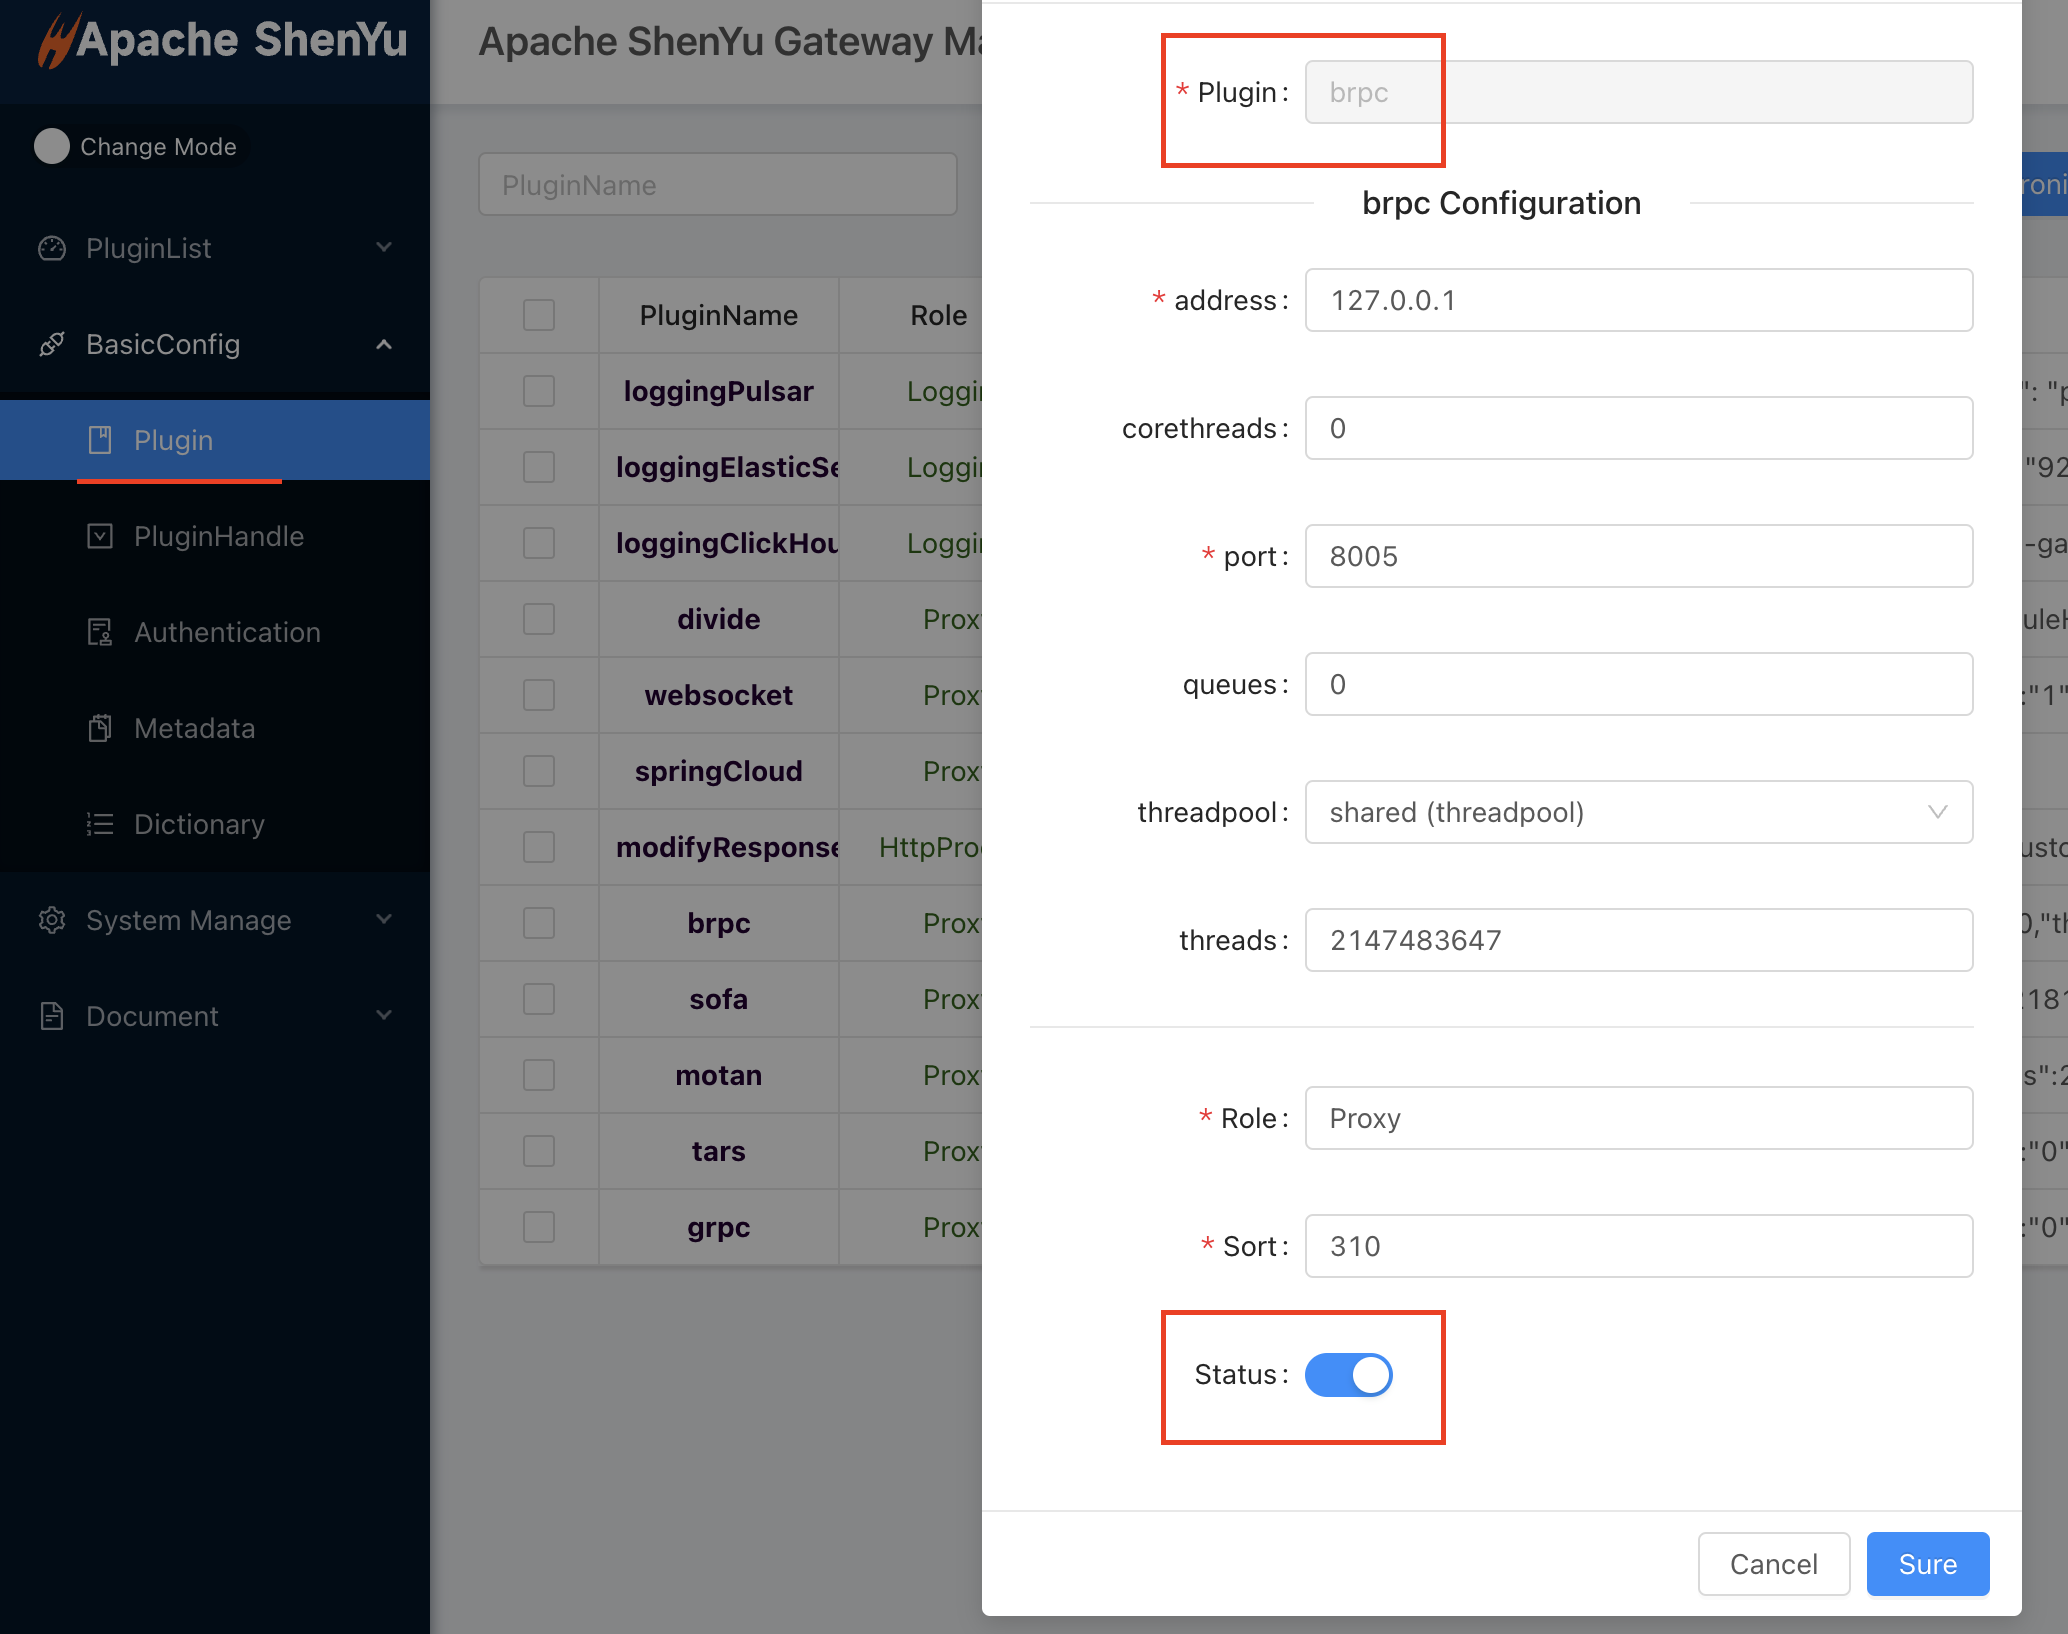 Apache ShenYu
Change Mode
PluginList
BasicConfig
Plugin
PluginHandle
Authentication
Metadata
Dictionary
System Manage
Document
Apache ShenYu Gateway Ma
PluginName
PluginName Role
loggingPulsar Loggi
loggingElasticSe Loggi
loggingClickHou Loggi
divide Prox
websocket Prox
springCloud Prox
modifyResponse HttpPro
brpc Prox
sofa Prox
motan Prox
tars Prox
grpc Prox
* Plugin: brpc
brpc Configuration
* address: 127.0.0.1
corethreads: 0
* port: 8005
queues: 0
threadpool: shared (threadpool)
threads: 2147483647
* Role: Proxy
* Sort: 310
Status:
Cancel Sure
roni
": "p
"92
-ga
uleH
:"1"
usto
0,"th
:181
s":2
:"0"
:"0"